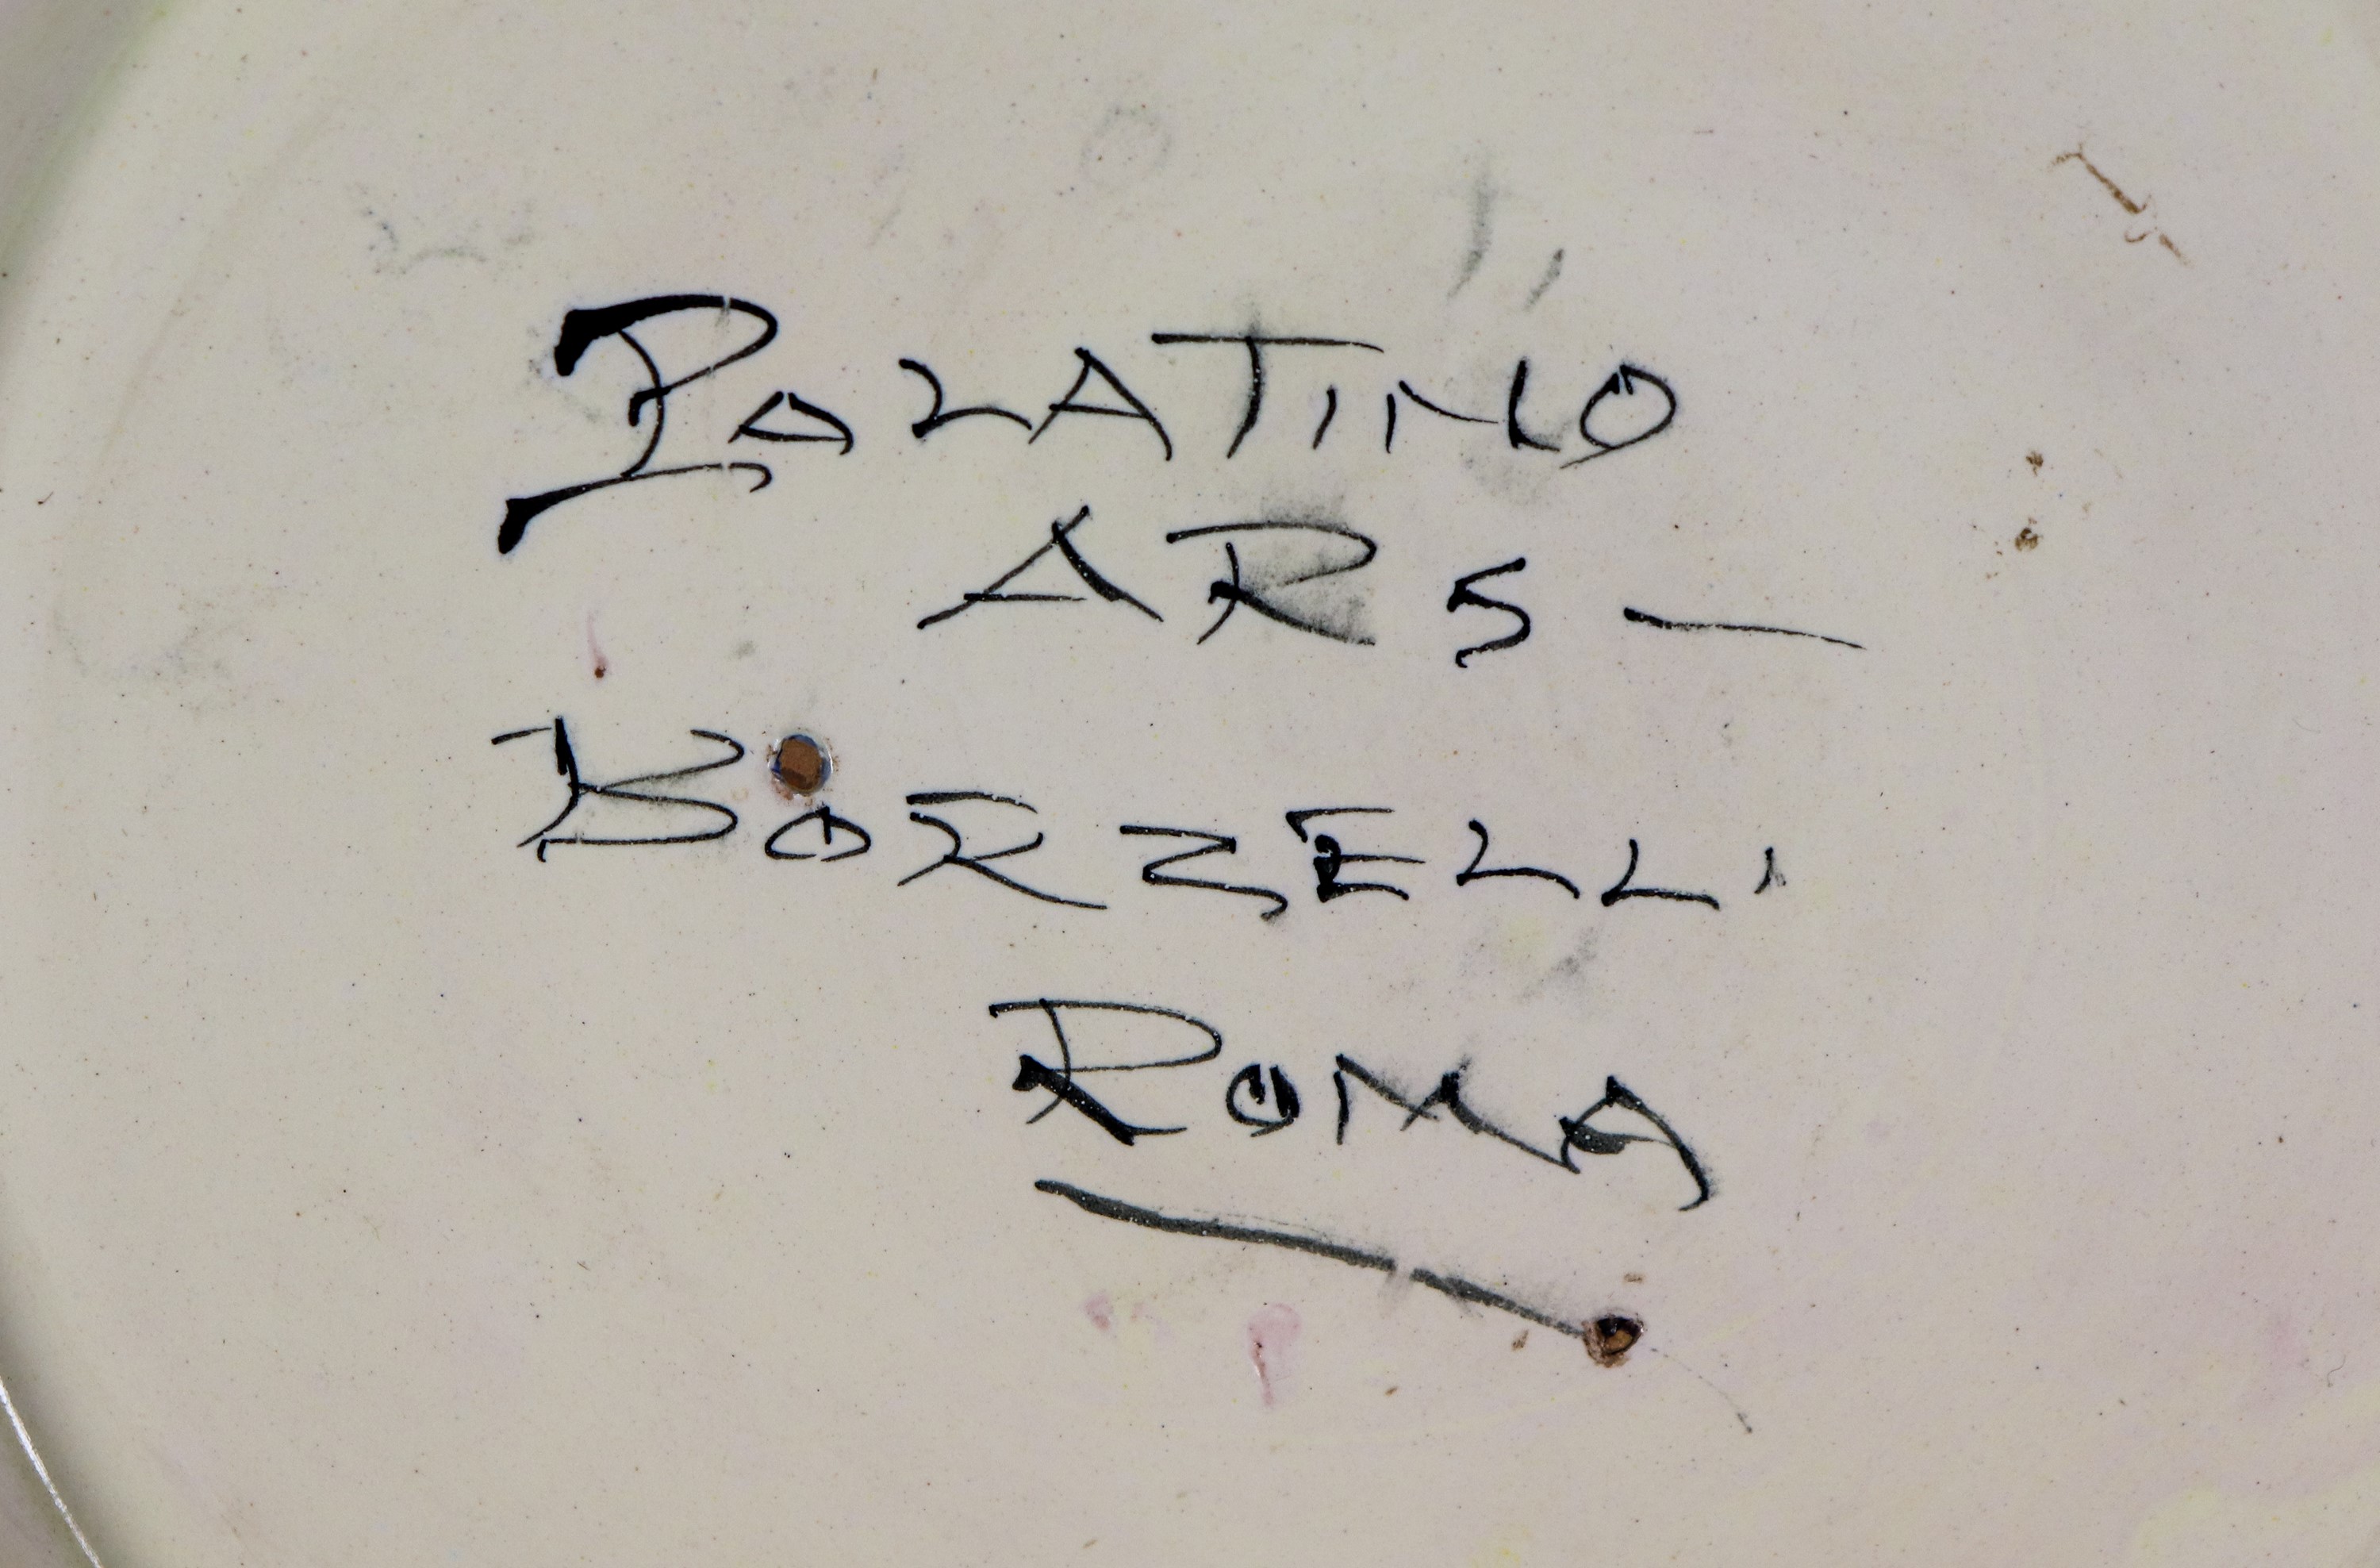 PALATINO
ARS —
BORZELLI
ROMA